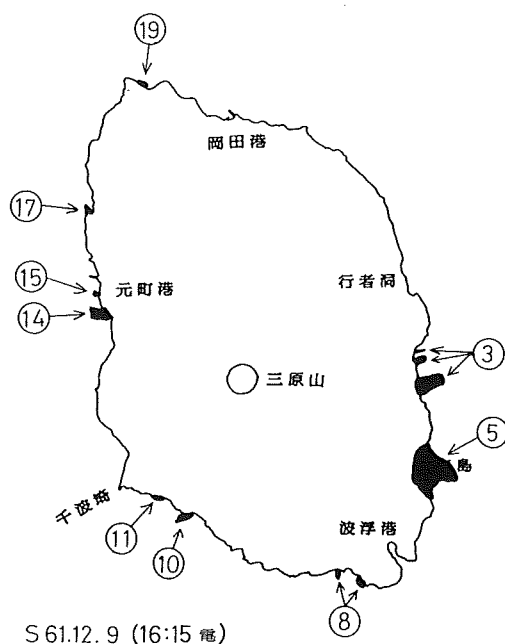 ⑲
岡田港
⑰
行者洞
⑮
元町港
⑭
③
三原山
⑤
島
千波崎
⑪
⑩
波浮港
⑧
S 61.12. 9 (16:15